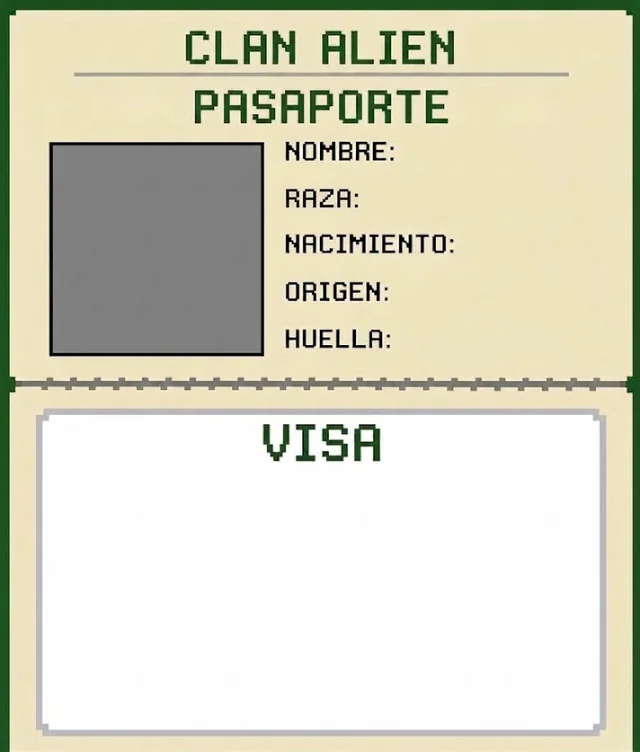 CLAN ALIEN
PASAPORTE
NOMBRE:
RAZA:
NACIMIENTO:
ORIGEN:
HUELLA:
VISA